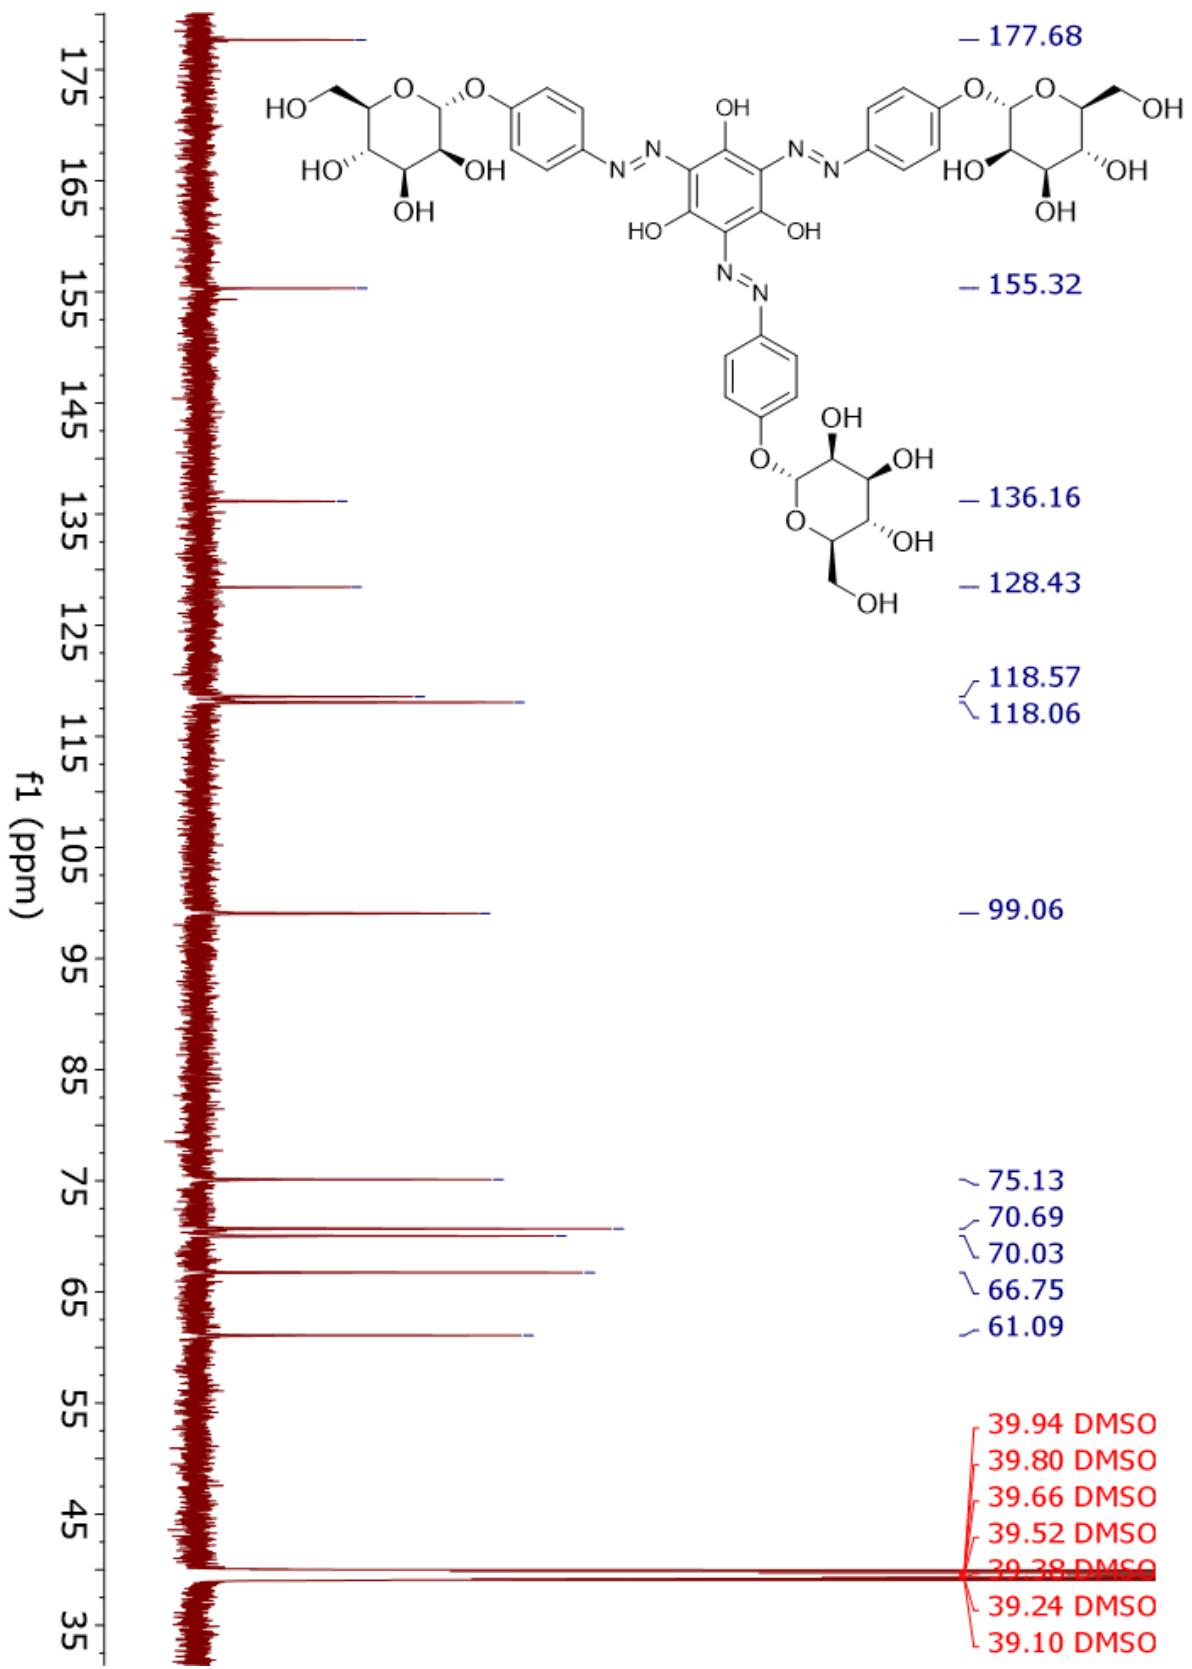 177.68
155.32
136.16
128.43
118.57
118.06
99.06
75.13
70.69
70.03
66.75
61.09
39.94 DMSO
39.80 DMSO
39.66 DMSO
39.52 DMSO
39.38 DMSO
39.24 DMSO
39.10 DMSO
175
165
155
145
135
125
115
105
95
85
75
65
55
45
35
f1 (ppm)
HO
O
O
HO
OH
OH
N
N
OH
HO
OH
N
N
O
O
OH
HO
HO
OH
OH
N
N
O
OH
OH
O
OH
OH